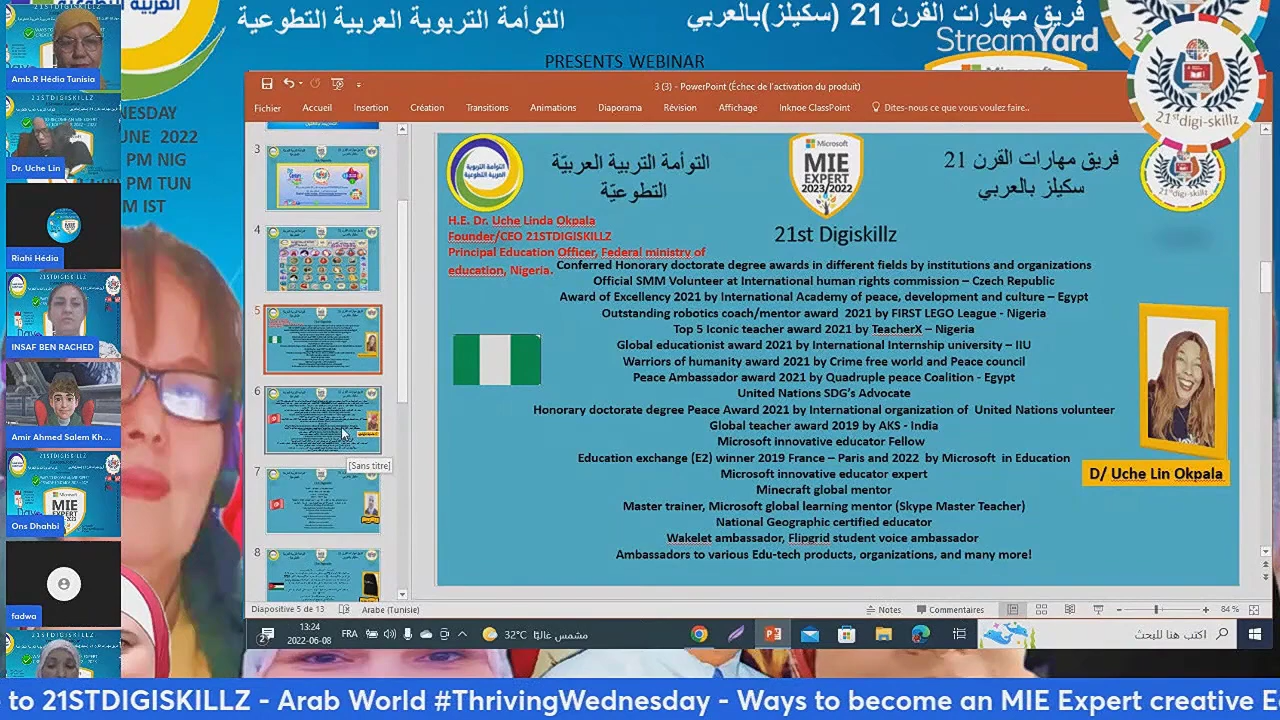 التوأمة التربوية العربية التطوعية
فريق مهارات القرن 21 (سكيلز)بالعربي
StreamYard
PRESENTS WEBINAR
NESDAY
UNE 2022
PM NIG
PM TUN
M IST
21stdigi-skillz
Amb.R Hédia Tunisia
Dr. Uche Lin
Riahi Hédia
INSAF BEN RACHED
Amir Ahmed Salem Kh...
Ons Dhahbi
fadwa
3 (3) - PowerPoint (Échec de l'activation du produit)
Fichier Accueil Insertion Création Transitions Animations Diaporama Révision Affichage Inknoe ClassPoint Dites-nous ce que vous voulez faire..
3
4
5
6
[Sans titre]
7
8
التوأمة التربية العربيّة
التطوعيّة
Microsoft
MIE
EXPERT
2023/2022
فريق مهارات القرن 21
سكيلز بالعربي
21st Digiskillz
H.E. Dr. Uche Linda Okpala
Founder/CEO 21STDIGISKILLZ
Principal Education Officer, Federal ministry of
education, Nigeria.
Conferred Honorary doctorate degree awards in different fields by institutions and organizations
Official SMM Volunteer at International human rights commission – Czech Republic
Award of Excellency 2021 by International Academy of peace, development and culture – Egypt
Outstanding robotics coach/mentor award 2021 by FIRST LEGO League - Nigeria
Top 5 Iconic teacher award 2021 by TeacherX – Nigeria
Global educationist award 2021 by International Internship university – IIU
Warriors of humanity award 2021 by Crime free world and Peace council
Peace Ambassador award 2021 by Quadruple peace Coalition - Egypt
United Nations SDG’s Advocate
Honorary doctorate degree Peace Award 2021 by International organization of United Nations volunteer
Global teacher award 2019 by AKS - India
Microsoft innovative educator Fellow
Education exchange (E2) winner 2019 France – Paris and 2022 by Microsoft in Education
Microsoft innovative educator expert
Minecraft global mentor
Master trainer, Microsoft global learning mentor (Skype Master Teacher)
National Geographic certified educator
Wakelet ambassador, Flipgrid student voice ambassador
Ambassadors to various Edu-tech products, organizations, and many more!
D/ Uche Lin Okpala
Diapositive 5 de 13 Arabe (Tunisie) Notes Commentaires 84 %
13:24
2022-06-08
FRA
32°C مشمس غالبًا
اكتب هنا للبحث
to 21STDIGISKILLZ - Arab World #ThrivingWednesday - Ways to become an MIE Expert creative E